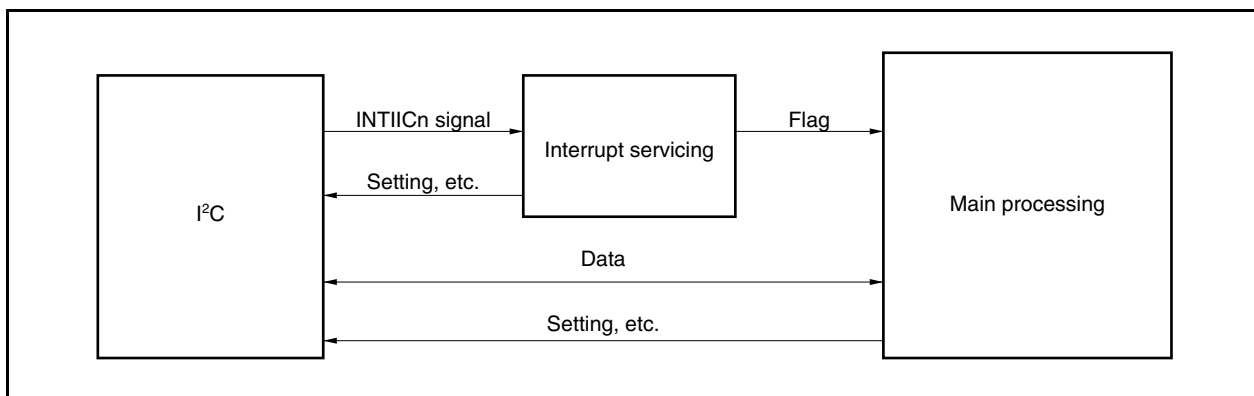 INTIICn signal
Flag
Interrupt servicing
Setting, etc.
I²C
Main processing
Data
Setting, etc.